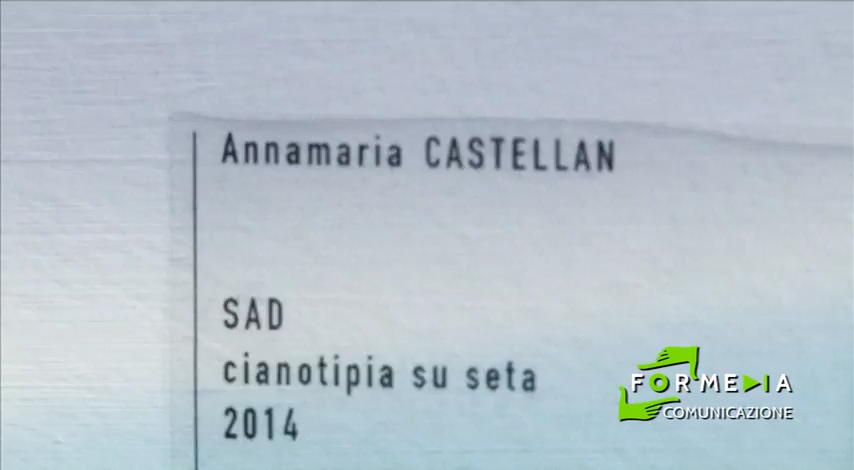 Annamaria CASTELLAN
SAD
cianotipia su seta
2014
FORMEDIA
COMUNICAZIONE